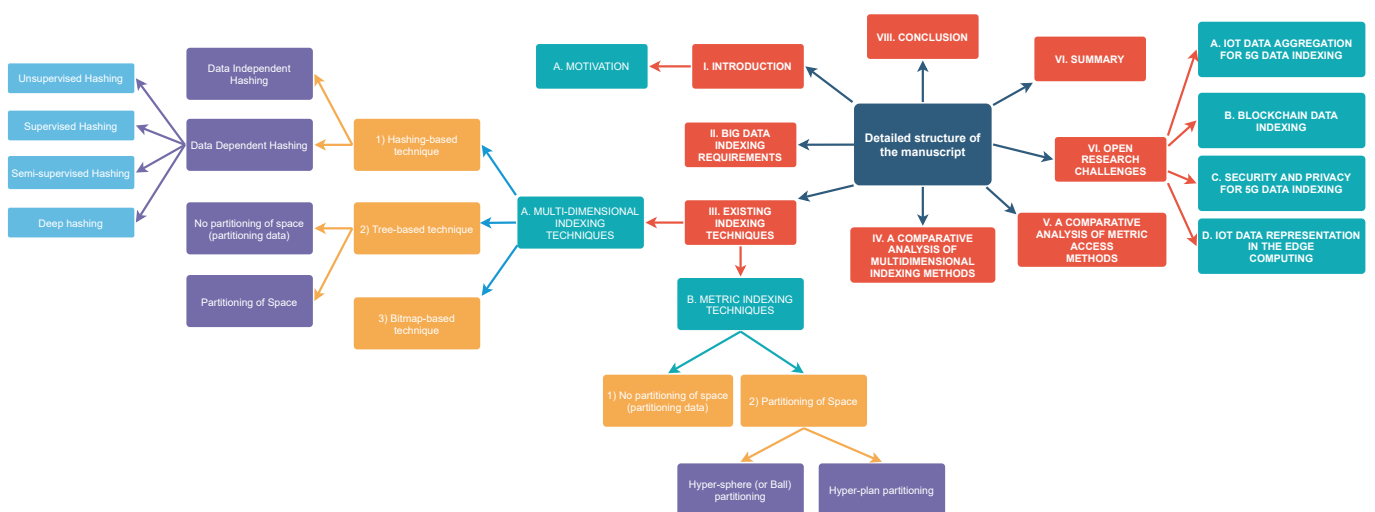 VIII. CONCLUSION
VI. SUMMARY
A. IOT DATA AGGREGATION
FOR 5G DATA INDEXING
A. MOTIVATION
I. INTRODUCTION
Data Independent
Hashing
Unsupervised Hashing
B. BLOCKCHAIN DATA
INDEXING
Supervised Hashing
Data Dependent Hashing
1) Hashing-based
technique
II. BIG DATA
INDEXING
REQUIREMENTS
Detailed structure of
the manuscript
VI. OPEN
RESEARCH
CHALLENGES
Semi-supervised Hashing
C. SECURITY AND PRIVACY
FOR 5G DATA INDEXING
Deep hashing
No partitioning of space
(partitioning data)
2) Tree-based technique
A. MULTI-DIMENSIONAL
INDEXING
TECHNIQUES
III. EXISTING
INDEXING
TECHNIQUES
IV. A COMPARATIVE
ANALYSIS OF
MULTIDIMENSIONAL
INDEXING METHODS
V. A COMPARATIVE
ANALYSIS OF METRIC
ACCESS
METHODS
D. IOT DATA REPRESENTATION
IN THE EDGE
COMPUTING
Partitioning of Space
3) Bitmap-based
technique
B. METRIC INDEXING
TECHNIQUES
1) No partitioning of space
(partitioning data)
2) Partitioning of Space
Hyper-sphere (or Ball)
partitioning
Hyper-plan partitioning